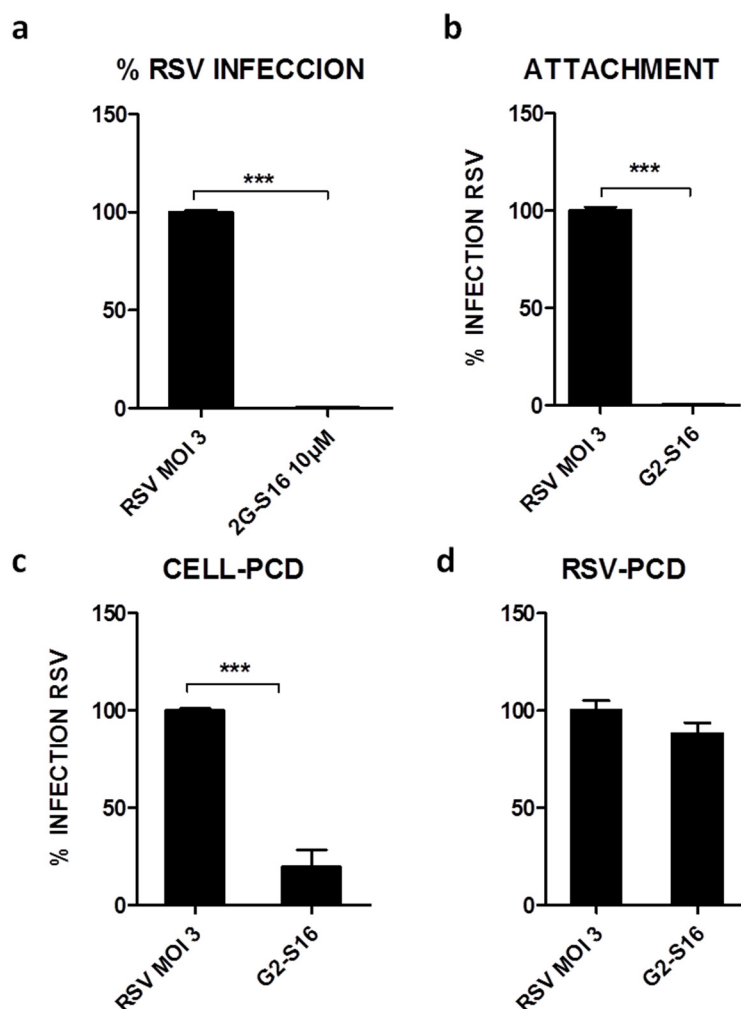 a
% RSV INFECCION
150
100
50
0
***
RSV MOI 3
2G-S16 10µM
b
ATTACHMENT
% INFECTION RSV
150
100
50
0
***
RSV MOI 3
G2-S16
c
CELL-PCD
% INFECTION RSV
150
100
50
0
***
RSV MOI 3
G2-S16
d
RSV-PCD
150
100
50
0
RSV MOI 3
G2-S16